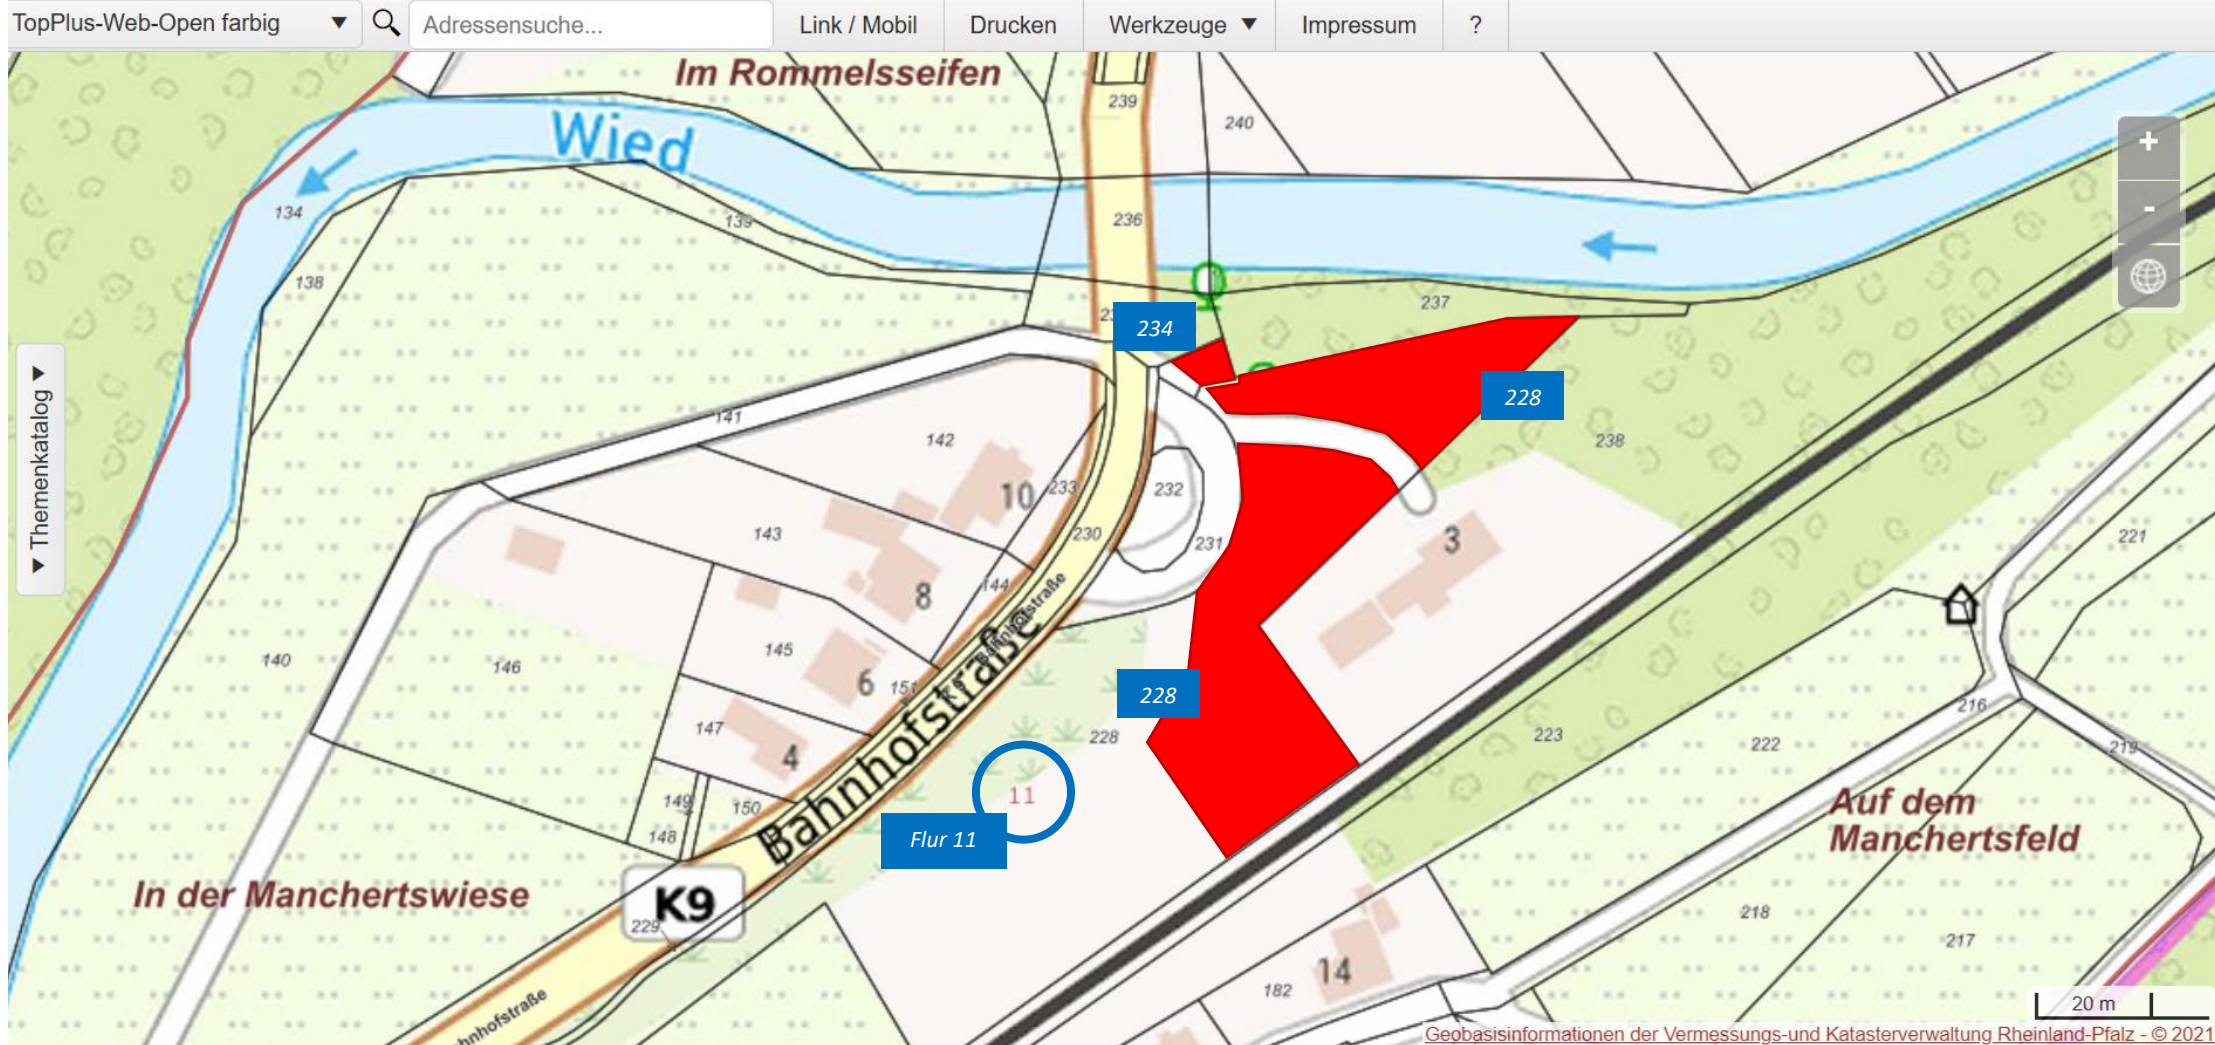 TopPlus-Web-Open farbig ▼
Adressensuche...
Link / Mobil
Drucken
Werkzeuge ▼
Impressum
?
Im Rommelsseifen
239
240
Wied
134
139
236
138
237
234
228
141
142
238
10
233
232
143
230
231
3
221
8
144
Bahnhofstraße
145
140
146
6
151
K9
228
216
147
228
223
222
219
4
11
149
150
Auf dem
Manchertsfeld
148
Flur 11
Bahnhofstraße
In der Manchertswiese
K9
229
218
217
14
182
20 m
▼ Themenkatalog ▼
+
-
Geobasisinformationen der Vermessungs-und Katasterverwaltung Rheinland-Pfalz - © 2021